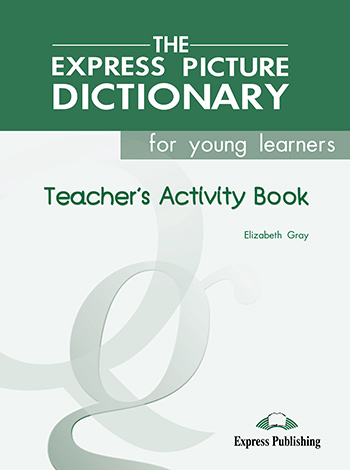 THE
EXPRESS PICTURE
DICTIONARY
for young learners
Teacher's Activity Book
Elizabeth Gray
Express Publishing